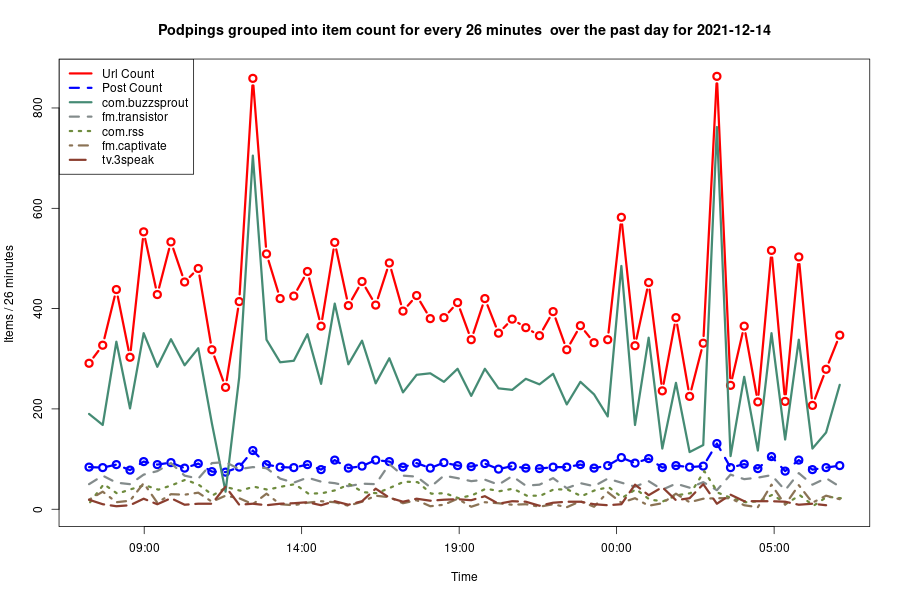 Podpings grouped into item count for every 26 minutes  over the past day for 2021-12-14
Url Count
Post Count
com.buzzsprout
fm.transistor
com.rss
fm.captivate
tv.3speak
Items / 26 minutes
800
600
400
200
0
09:00 14:00 19:00 00:00 05:00
Time